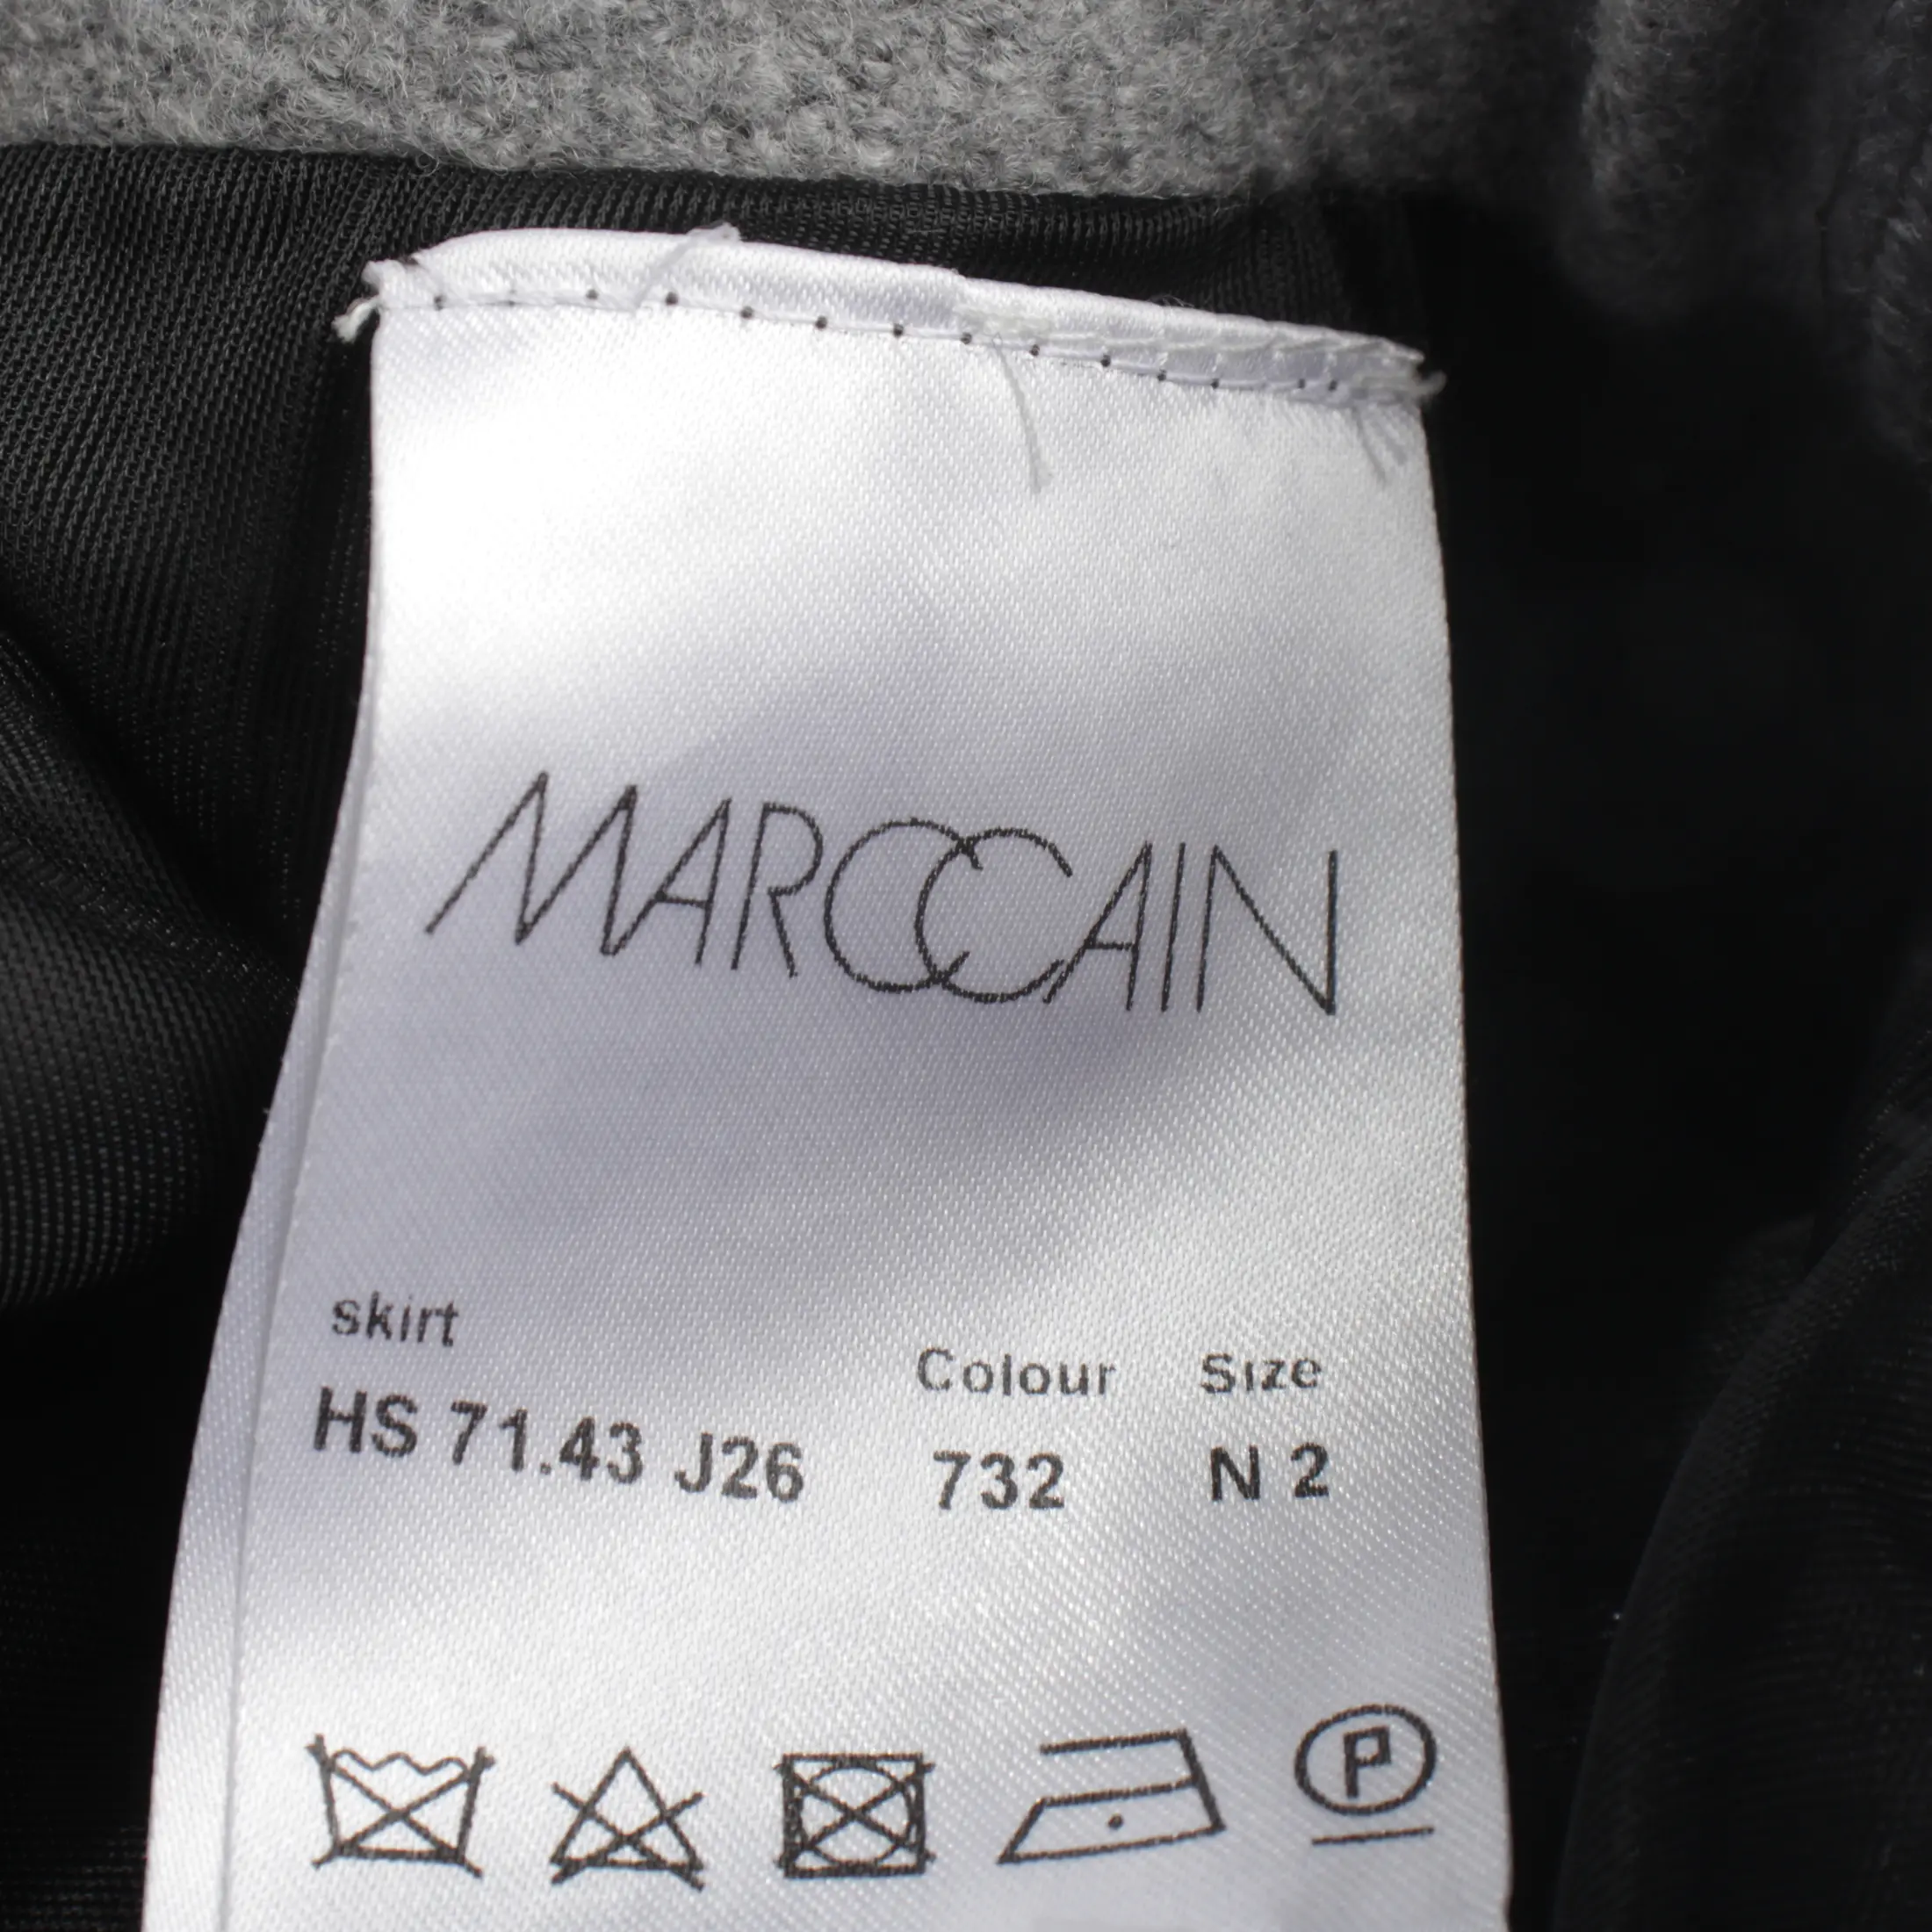 MARCCAIN
skirt
Colour Size
HS 71.43 J26 732 N 2
P